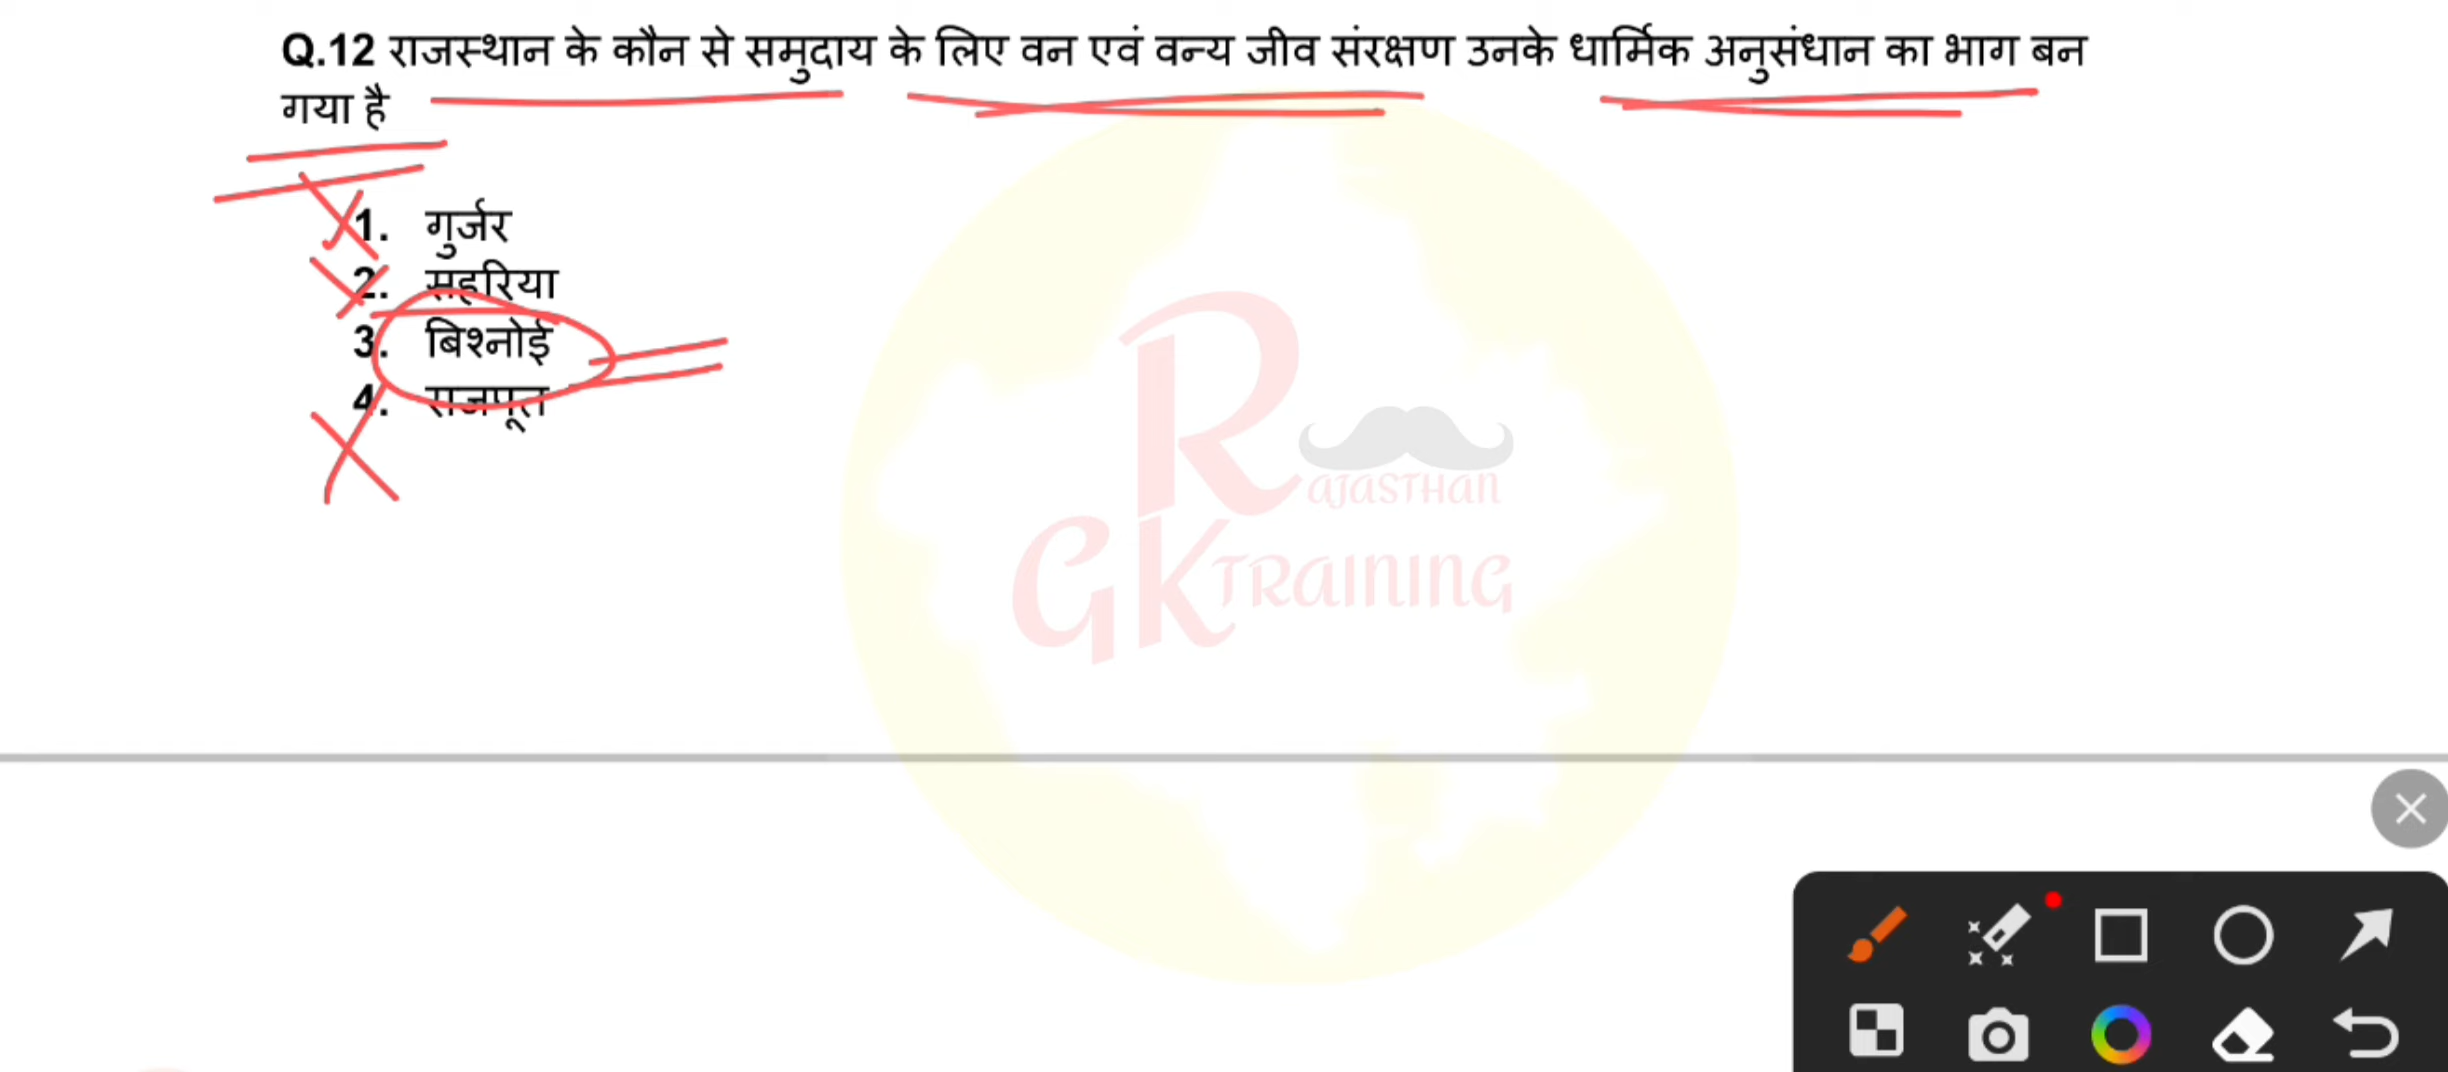 Q.12 राजस्थान के कौन से समुदाय के लिए वन एवं वन्य जीव संरक्षण उनके धार्मिक अनुसंधान का भाग बन
गया है
1. गुर्जर
2. सहरिया
3. बिश्नोई
4. राजपूत
RAJASTHAN
GK TRAINING